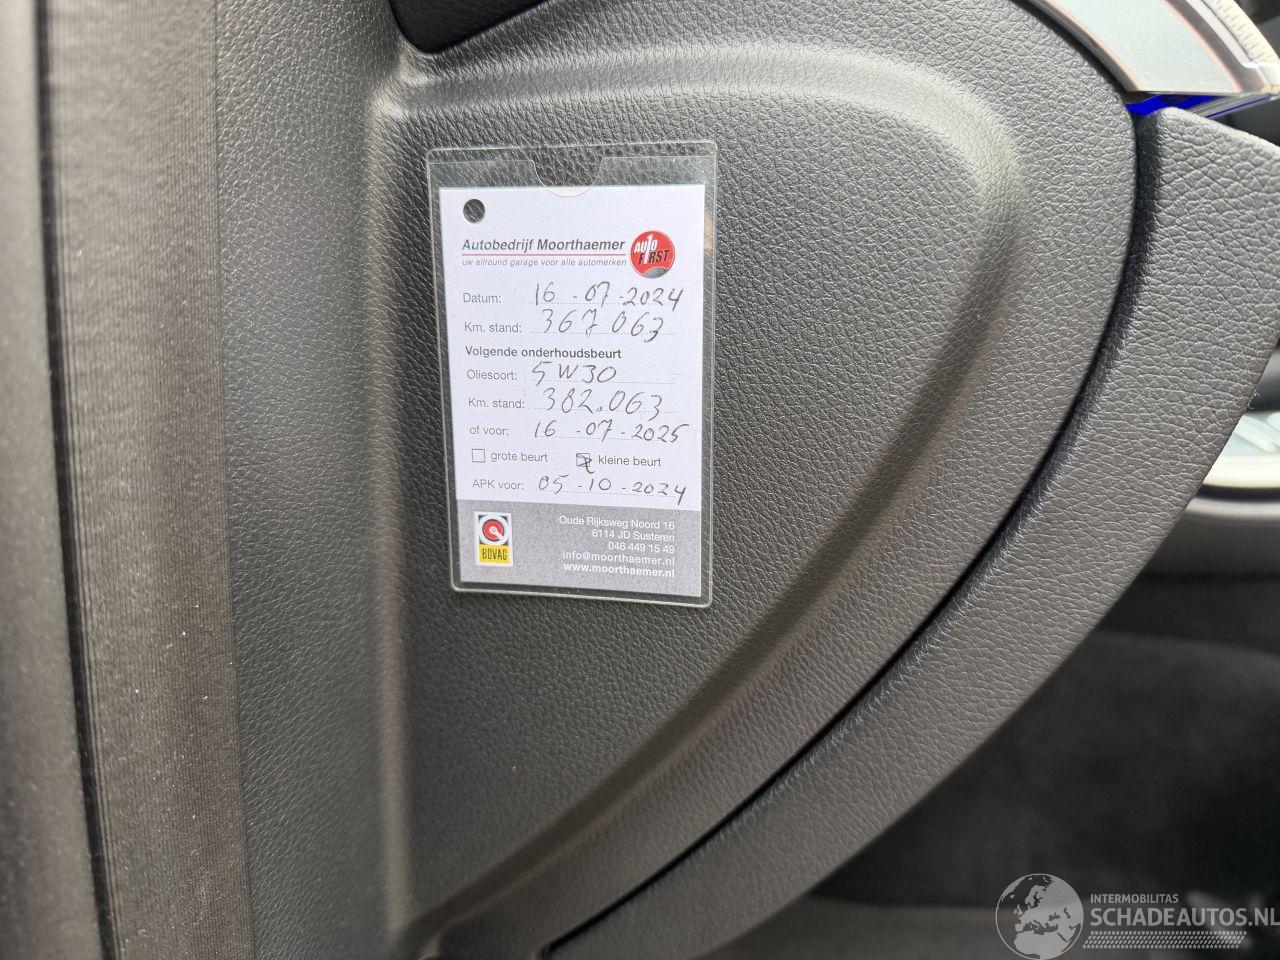 Autobedrijf Moorthaemer
uw allround garage voor alle automerken
AUTO FIRST
Datum: 16-07-2024
Km. stand: 367 063
Volgende onderhoudsbeurt
Oliesoort: 5W30
Km. stand: 382.063
of voor: 16-07-2025
grote beurt kleine beurt
APK voor: 05-10-2024
BOVAG
Oude Rijksweg Noord 16
6114 JD Susteren
046 449 15 49
info@moorthaemer.nl
www.moorthaemer.nl
INTERMOBILITAS
SCHADEAUTOS.NL